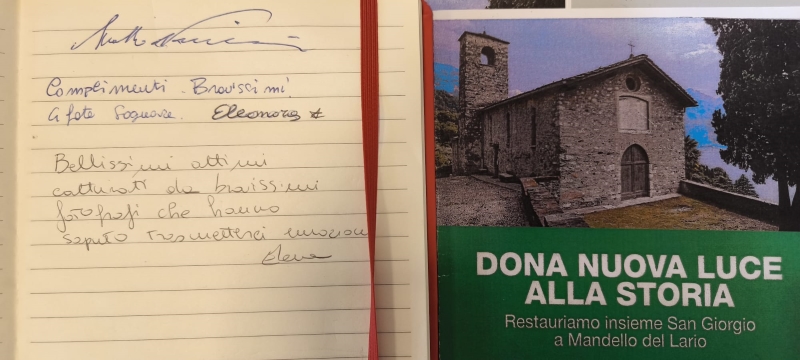 Complimenti. Bravissimi
ci fate sognare. Eleonora
Bellissimi attimi
catturati da bravissimi
fotografi che hanno
saputo trasmetterci emozioni
Elena
DONA NUOVA LUCE
ALLA STORIA
Restauriamo insieme San Giorgio
a Mandello del Lario